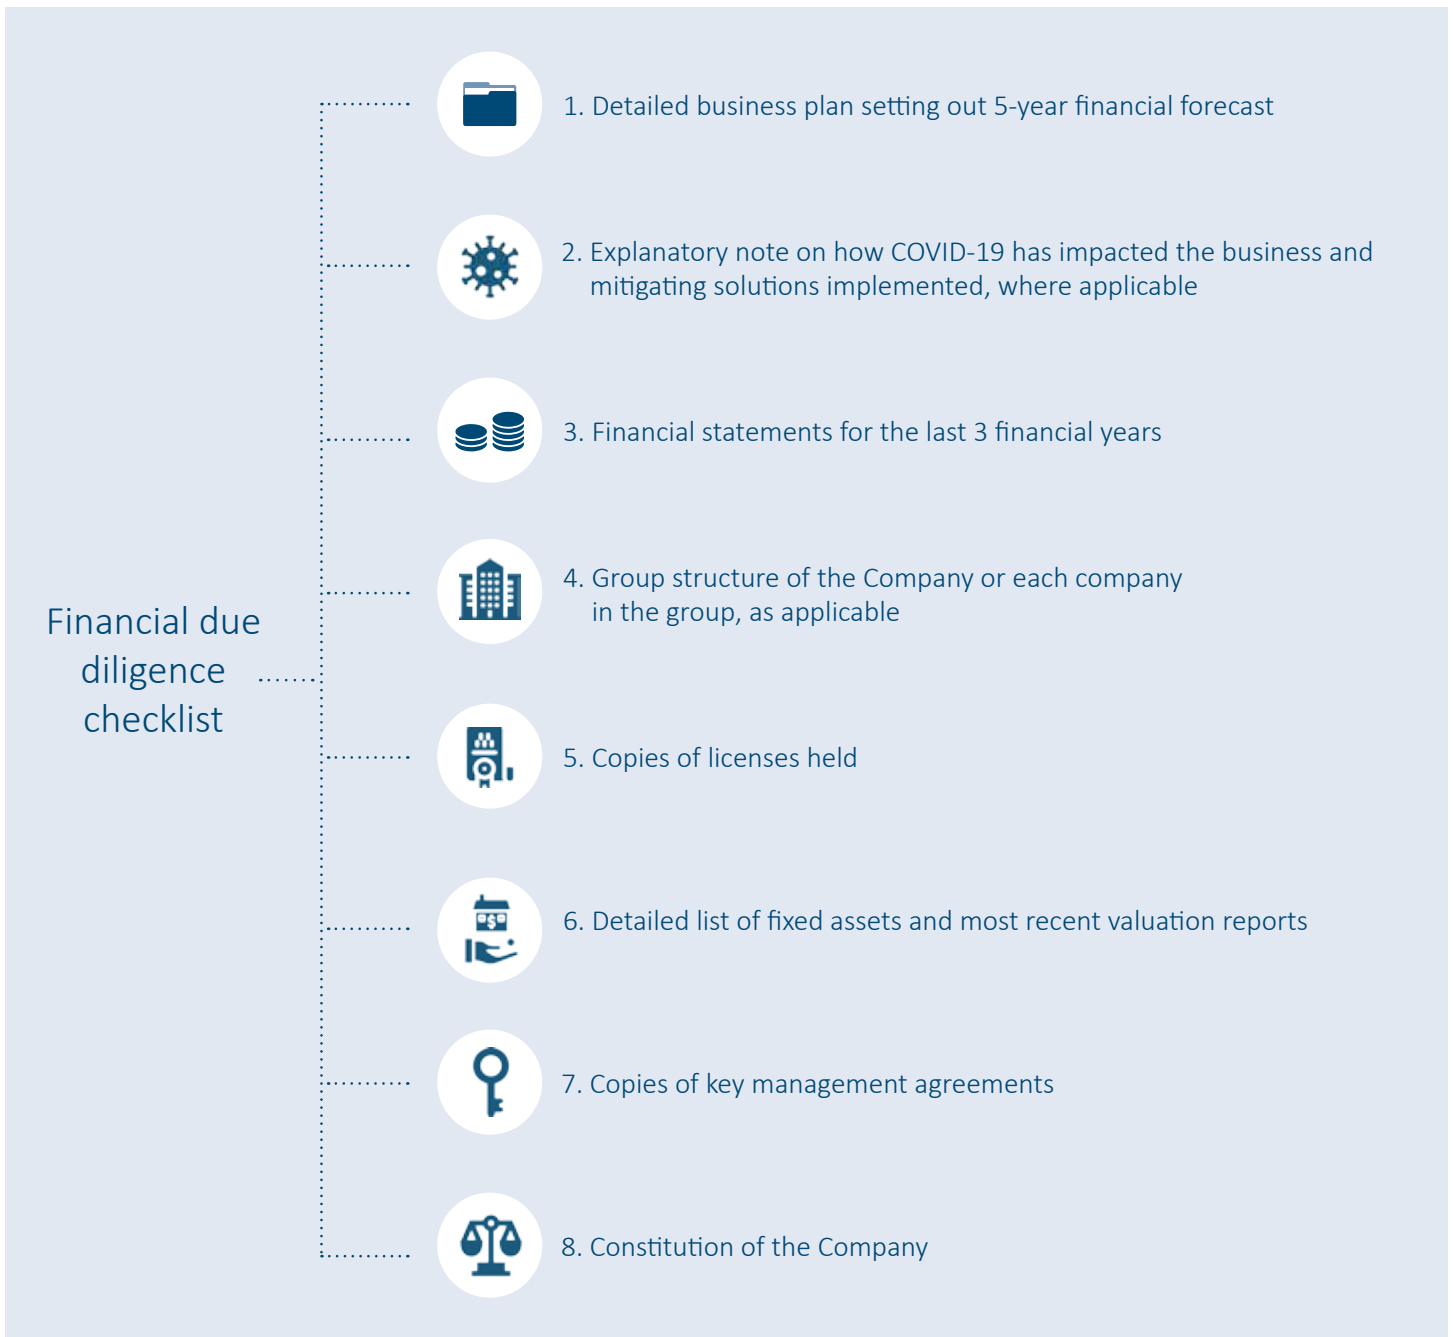 1. Detailed business plan setting out 5-year financial forecast
2. Explanatory note on how COVID-19 has impacted the business and
mitigating solutions implemented, where applicable
3. Financial statements for the last 3 financial years
4. Group structure of the Company or each company
in the group, as applicable
Financial due
diligence
checklist
5. Copies of licenses held
6. Detailed list of fixed assets and most recent valuation reports
7. Copies of key management agreements
8. Constitution of the Company